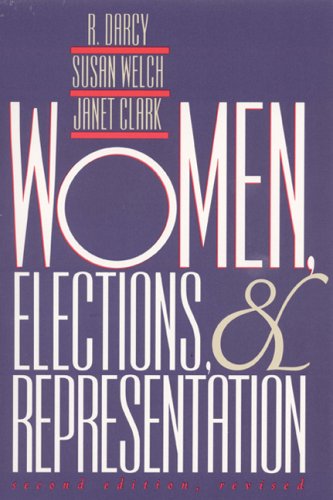 R. DARCY
SUSAN WELCH
JANET CLARK
WOMEN,
ELECTIONS, &
REPRESENTATION
second edition, revised